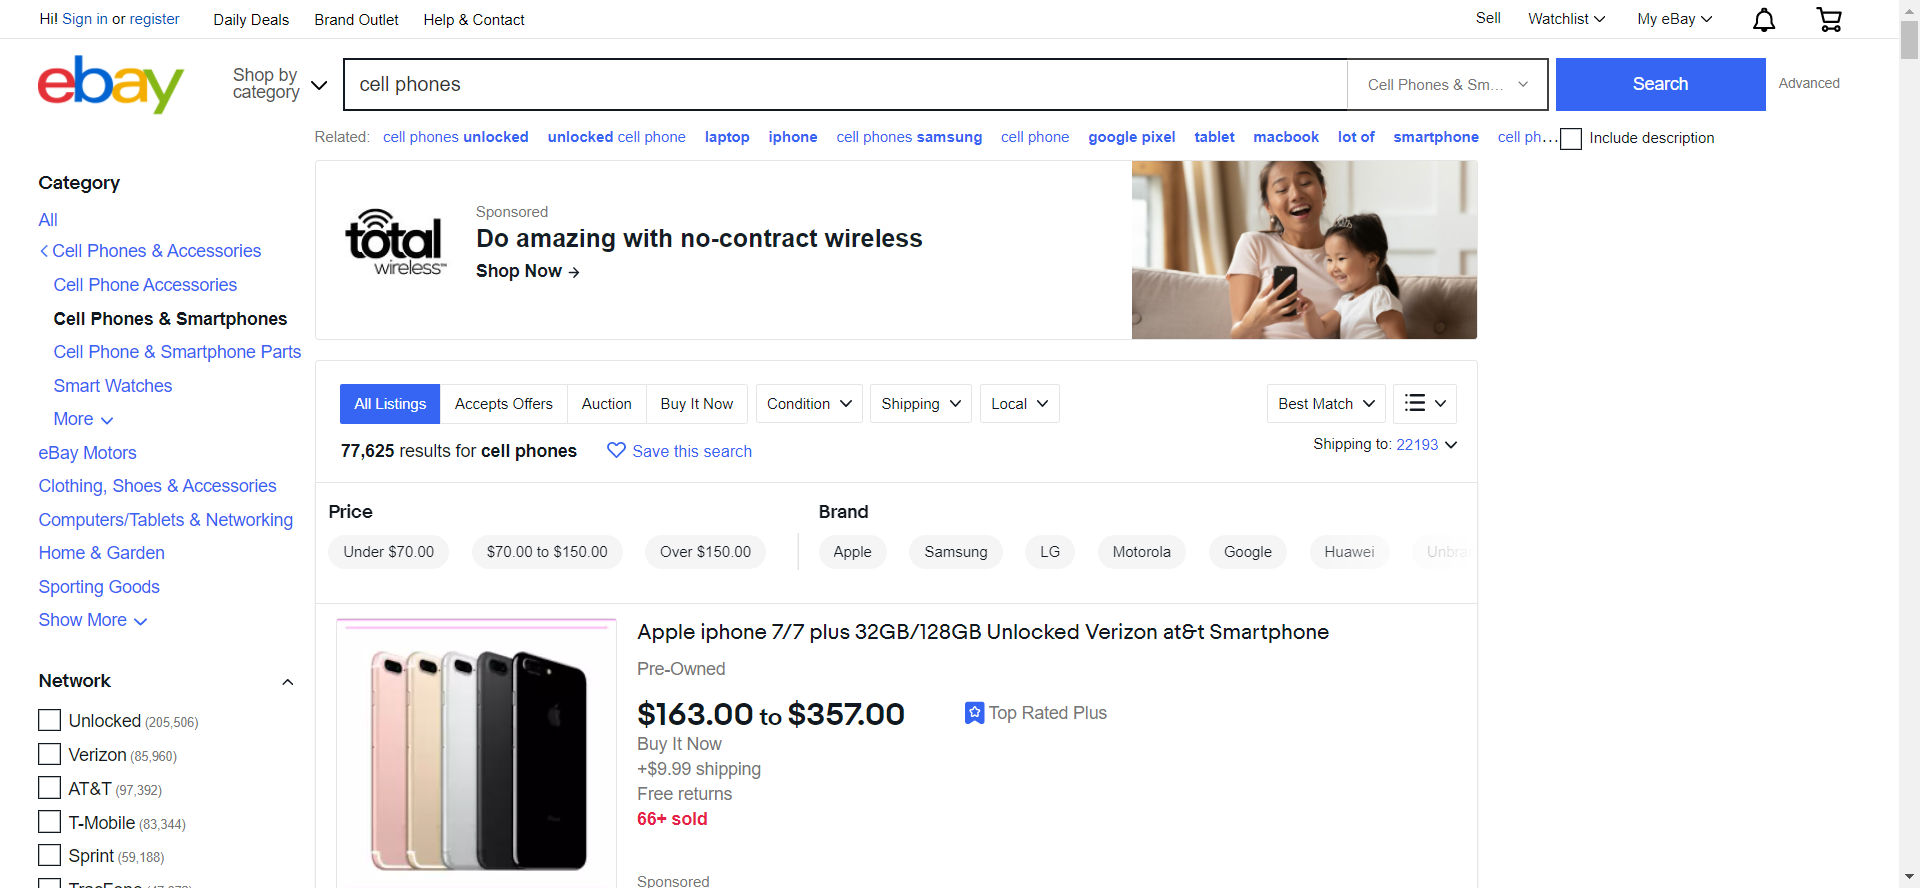 Hi! Sign in or register
Daily Deals
Brand Outlet
Help & Contact
Sell
Watchlist
My eBay
ebay
Shop by
category
cell phones
Cell Phones & Sm...
Search
Advanced
Related: cell phones unlocked unlocked cell phone laptop iphone cell phones samsung cell phone google pixel tablet macbook lot of smartphone cell ph...
Include description
Category
All
Cell Phones & Accessories
Cell Phone Accessories
Cell Phones & Smartphones
Cell Phone & Smartphone Parts
Smart Watches
More
eBay Motors
Clothing, Shoes & Accessories
Computers/Tablets & Networking
Home & Garden
Sporting Goods
Show More
Network
Unlocked (205,506)
Verizon (85,960)
AT&T (97,392)
T-Mobile (83,344)
Sprint (59,188)
total
wireless
Sponsored
Do amazing with no-contract wireless
Shop Now
All Listings
Accepts Offers
Auction
Buy It Now
Condition
Shipping
Local
Best Match
77,625 results for cell phones
Save this search
Shipping to: 22193
Price
Under $70.00
$70.00 to $150.00
Over $150.00
Brand
Apple
Samsung
LG
Motorola
Google
Huawei
Unbra
Apple iphone 7/7 plus 32GB/128GB Unlocked Verizon at&t Smartphone
Pre-Owned
$163.00 to $357.00
Top Rated Plus
Buy It Now
+$9.99 shipping
Free returns
66+ sold
Sponsored